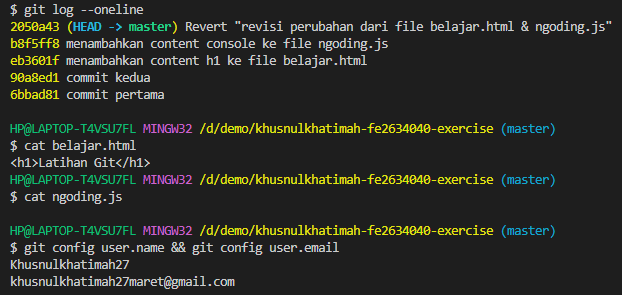 $ git log --oneline
2050a43 (HEAD -> master) Revert "revisi perubahan dari file belajar.html & ngoding.js"
b8f5ff8 menambahkan content console ke file ngoding.js
eb3601f menambahkan content h1 ke file belajar.html
90a8ed1 commit kedua
6bbad81 commit pertama
HP@LAPTOP-T4VSU7FL MINGW32 /d/demo/khusnulkhatimah-fe2634040-exercise (master)
$ cat belajar.html
<h1>Latihan Git</h1>
HP@LAPTOP-T4VSU7FL MINGW32 /d/demo/khusnulkhatimah-fe2634040-exercise (master)
$ cat ngoding.js
HP@LAPTOP-T4VSU7FL MINGW32 /d/demo/khusnulkhatimah-fe2634040-exercise (master)
$ git config user.name && git config user.email
Khusnulkhatimah27
khusnulkhatimah27maret@gmail.com